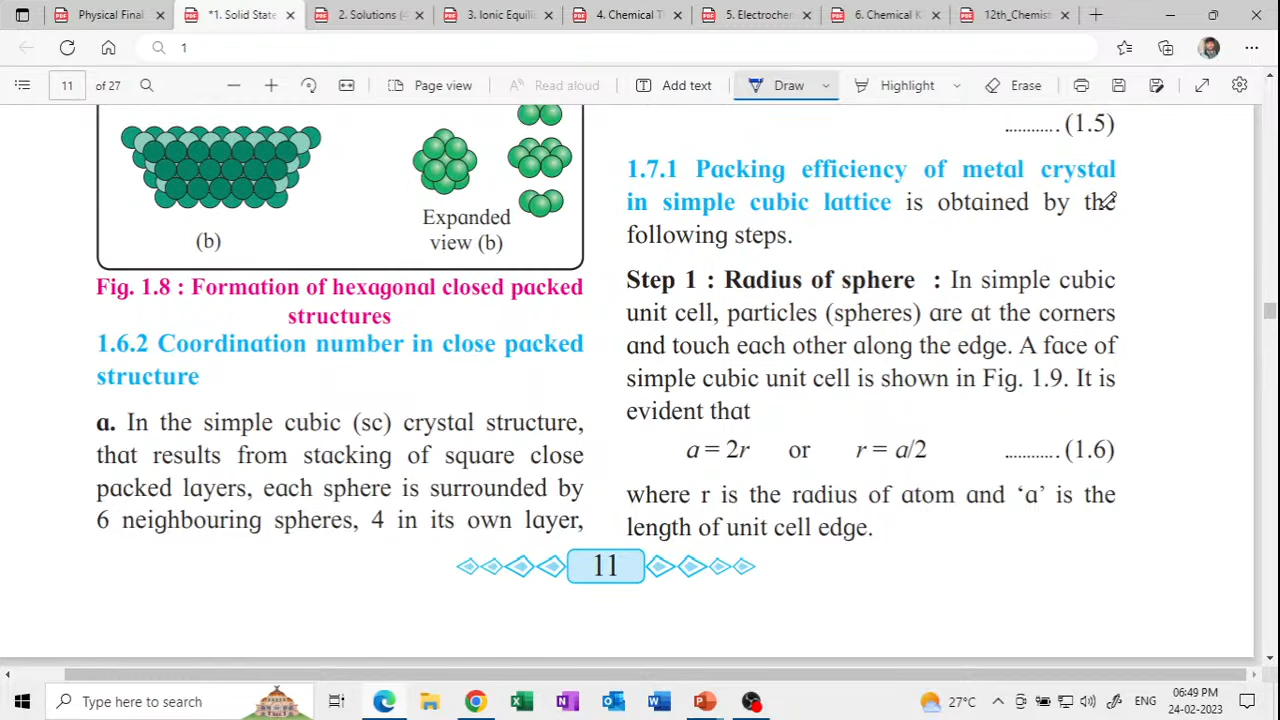 Physical Final
*1. Solid State
2. Solutions (
3. Ionic Equili
4. Chemical T
5. Electrochem
6. Chemical K
12th_Chemist
1
11 of 27
Page view
Read aloud
Add text
Draw
Highlight
Erase
(b)
Expanded
view (b)
Fig. 1.8 : Formation of hexagonal closed packed
structures
1.6.2 Coordination number in close packed
structure
a. In the simple cubic (sc) crystal structure,
that results from stacking of square close
packed layers, each sphere is surrounded by
6 neighbouring spheres, 4 in its own layer,
........... (1.5)
1.7.1 Packing efficiency of metal crystal
in simple cubic lattice is obtained by the
following steps.
Step 1 : Radius of sphere : In simple cubic
unit cell, particles (spheres) are at the corners
and touch each other along the edge. A face of
simple cubic unit cell is shown in Fig. 1.9. It is
evident that
a = 2r or r = a/2 ........... (1.6)
where r is the radius of atom and ‘a’ is the
length of unit cell edge.
11
Type here to search
27°C
ENG
06:49 PM
24-02-2023